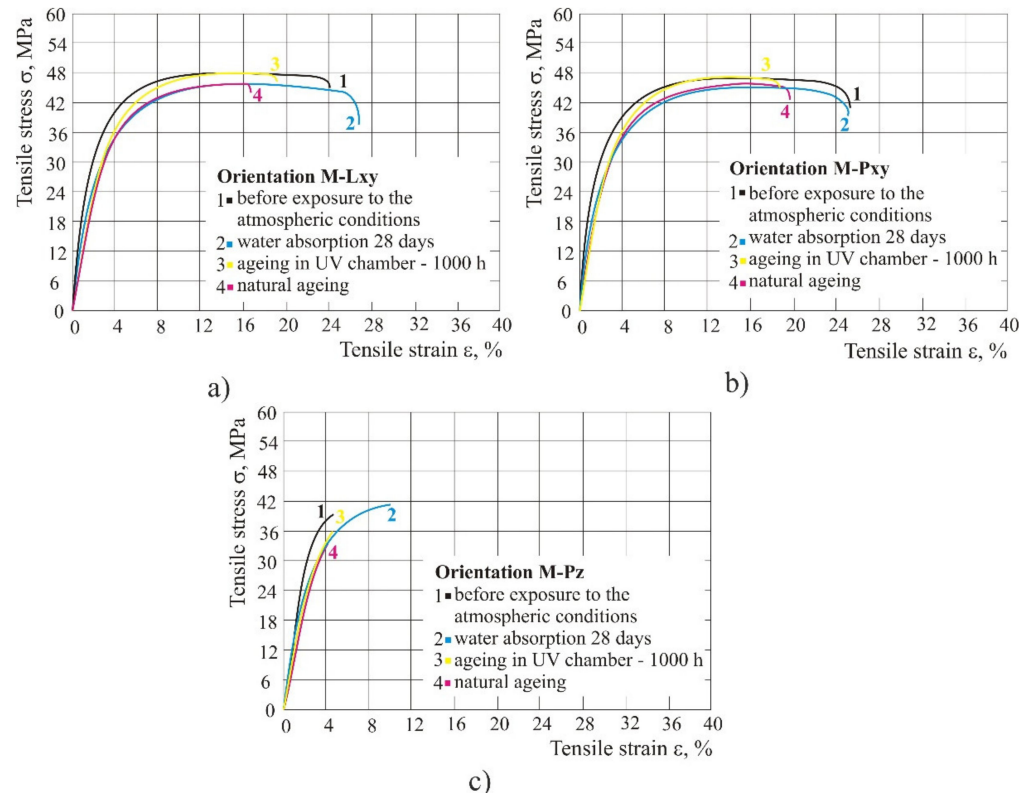 Tensile stress σ, MPa
60
54
48
42
36
30
24
18
12
6
0
3
1
4
2
Orientation M-Lxy
1 before exposure to the
atmospheric conditions
2 water absorption 28 days
3 ageing in UV chamber - 1000 h
4 natural ageing
0 4 8 12 16 20 24 28 32 36 40
Tensile strain ε, %
a)
Tensile stress σ, MPa
60
54
48
42
36
30
24
18
12
6
0
3
1
4
2
Orientation M-Pxy
1 before exposure to the
atmospheric conditions
2 water absorption 28 days
3 ageing in UV chamber - 1000 h
4 natural ageing
0 4 8 12 16 20 24 28 32 36 40
Tensile strain ε, %
b)
Tensile stress σ, MPa
60
54
48
42
36
30
24
18
12
6
0
1
3
2
4
Orientation M-Pz
1 before exposure to the
atmospheric conditions
2 water absorption 28 days
3 ageing in UV chamber - 1000 h
4 natural ageing
0 4 8 12 16 20 24 28 32 36 40
Tensile strain ε, %
c)